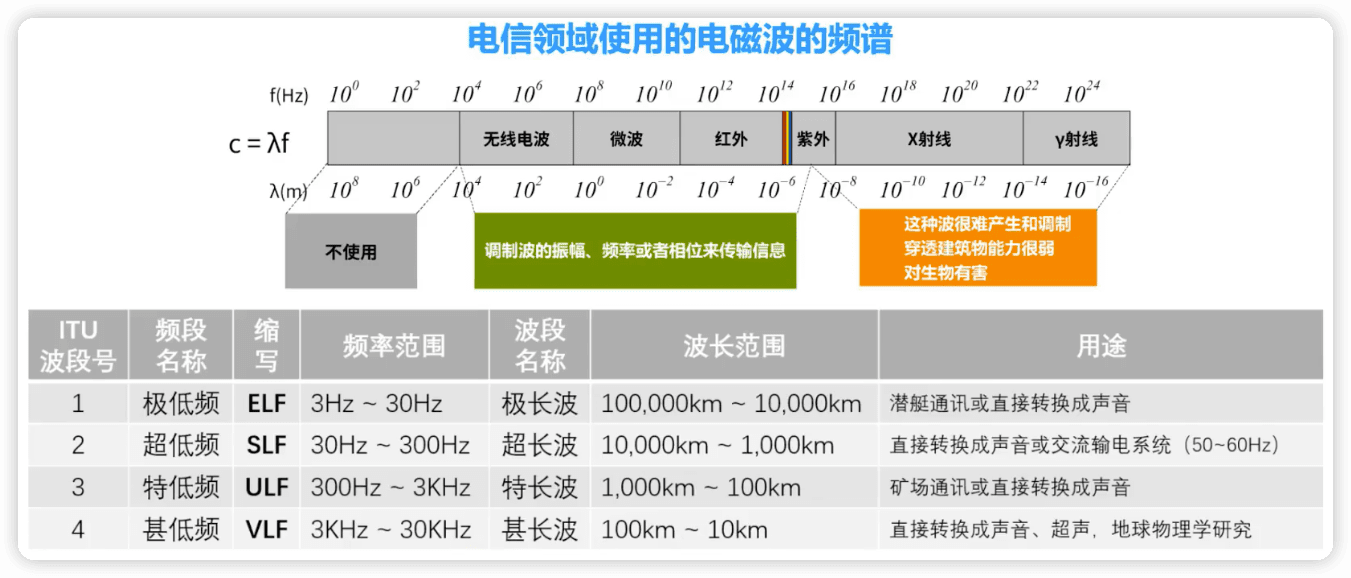 电信领域使用的电磁波的频谱
f(Hz) 10^0 10^2 10^4 10^6 10^8 10^10 10^12 10^14 10^16 10^18 10^20 10^22 10^24
c = λf 无线电波 微波 红外 紫外 X射线 γ射线
λ(m) 10^8 10^6 10^4 10^2 10^0 10^-2 10^-4 10^-6 10^-8 10^-10 10^-12 10^-14 10^-16
不使用
调制波的振幅、频率或者相位来传输信息
这种波很难产生和调制
穿透建筑物能力很弱
对生物有害
ITU波段号 频段名称 缩写 频率范围 波段名称 波长范围 用途
1 极低频 ELF 3Hz ~ 30Hz 极长波 100,000km ~ 10,000km 潜艇通讯或直接转换成声音
2 超低频 SLF 30Hz ~ 300Hz 超长波 10,000km ~ 1,000km 直接转换成声音或交流输电系统（50~60Hz）
3 特低频 ULF 300Hz ~ 3KHz 特长波 1,000km ~ 100km 矿场通讯或直接转换成声音
4 甚低频 VLF 3KHz ~ 30KHz 甚长波 100km ~ 10km 直接转换成声音、超声，地球物理学研究